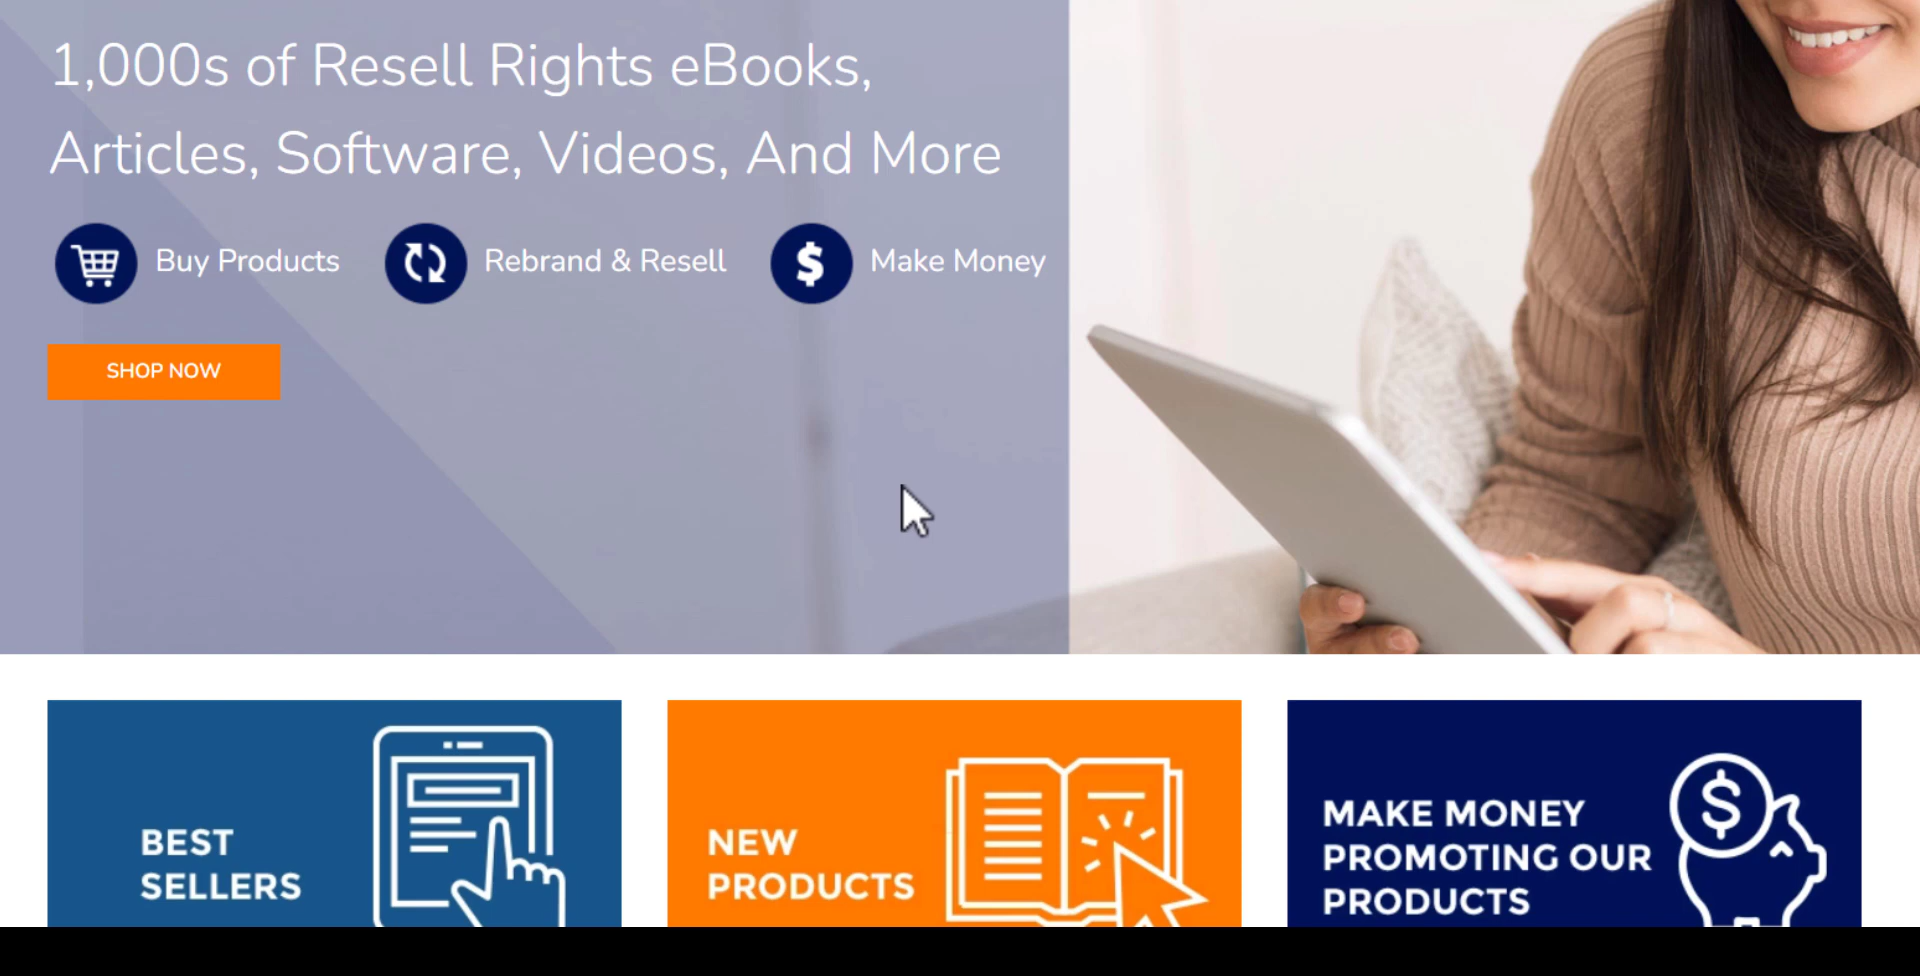 1,000s of Resell Rights eBooks,
Articles, Software, Videos, And More
Buy Products
Rebrand & Resell
Make Money
SHOP NOW
BEST
SELLERS
NEW
PRODUCTS
MAKE MONEY
PROMOTING OUR
PRODUCTS